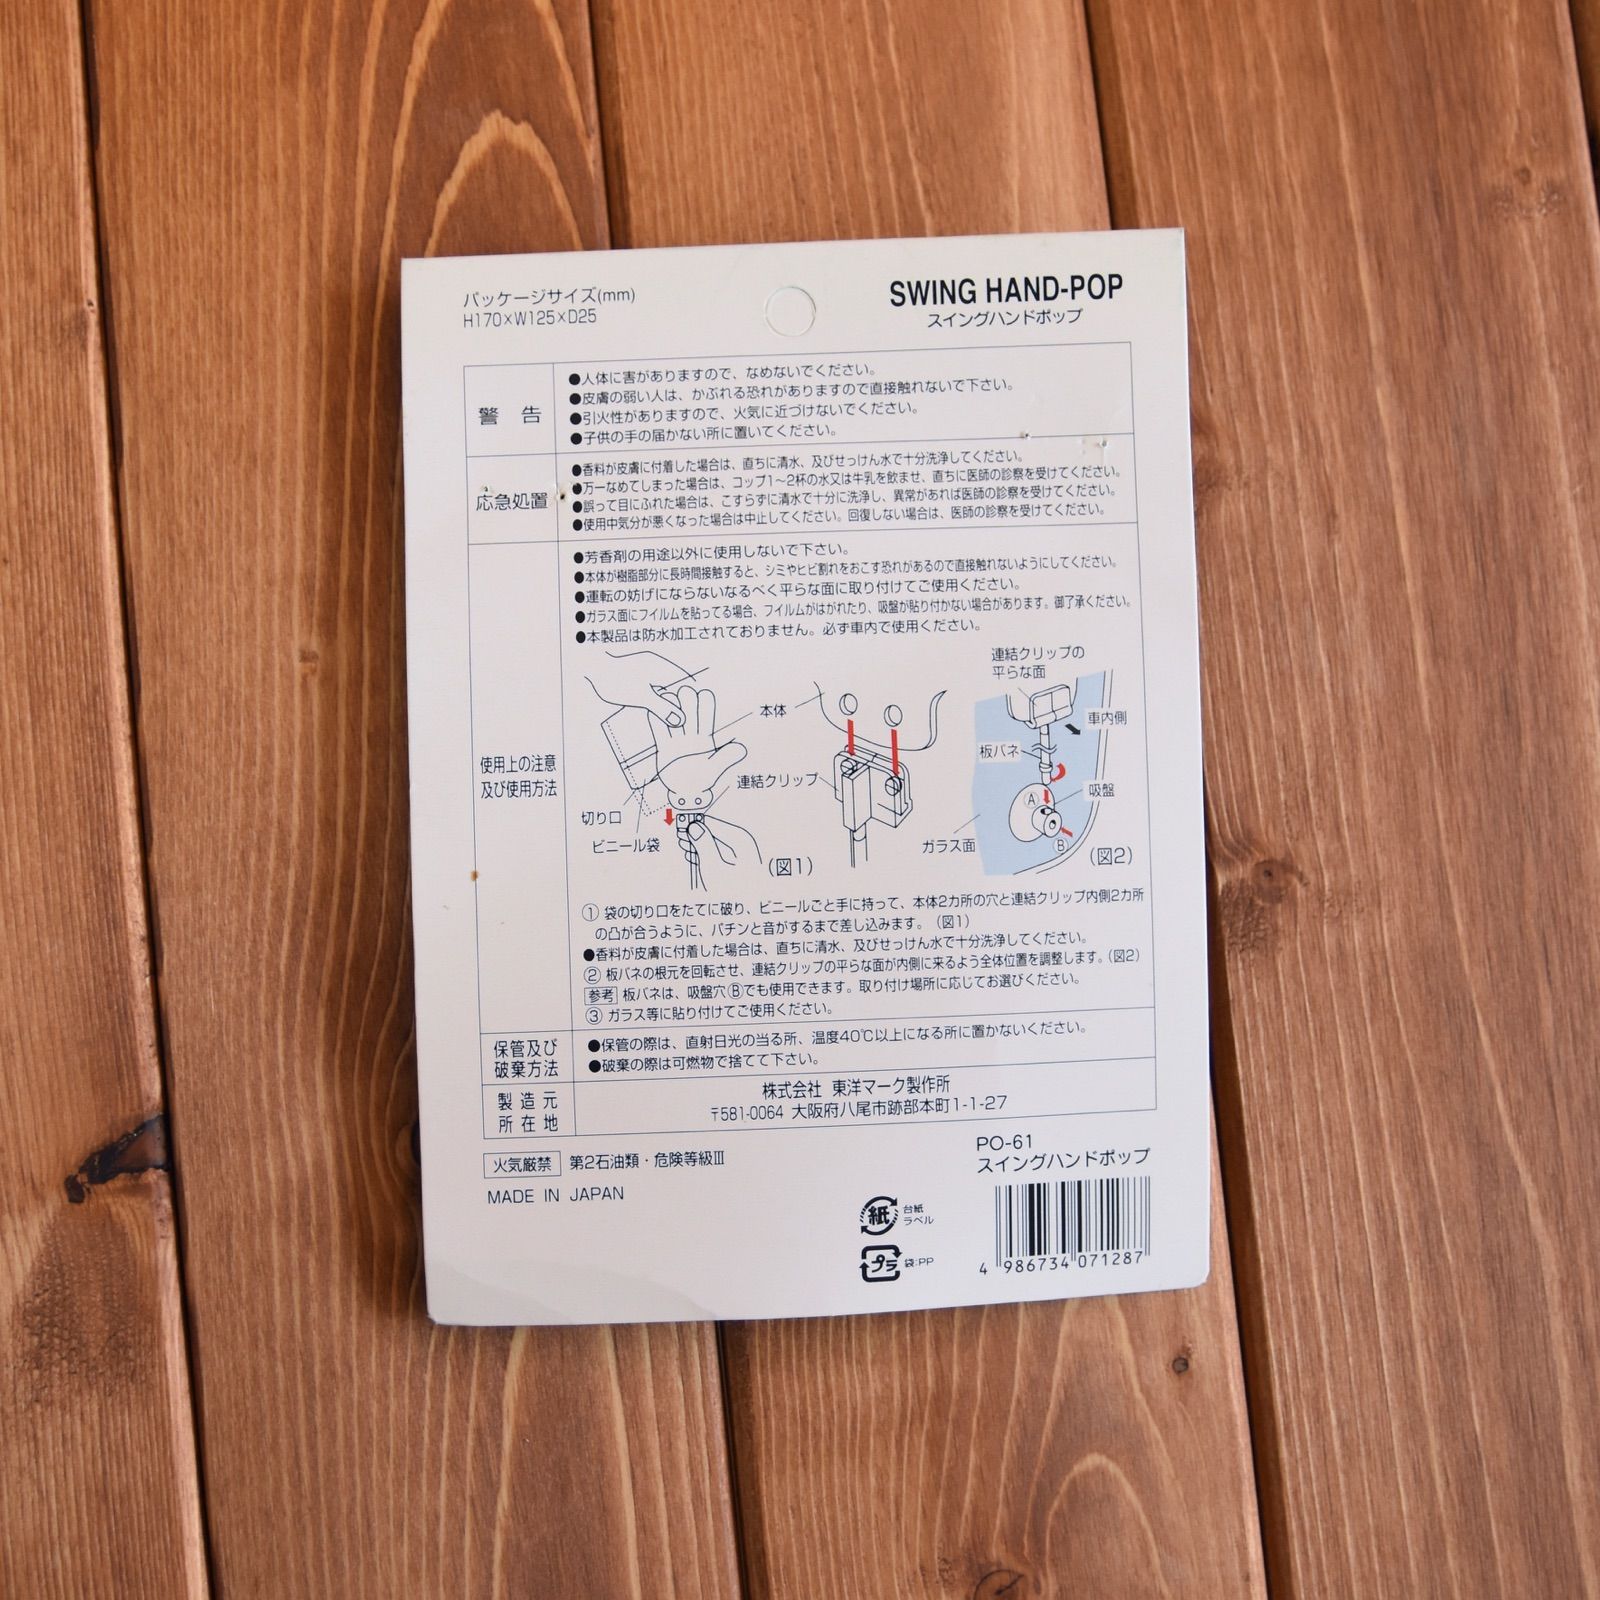 パッケージサイズ(mm)
H170×W125×D25
SWING HAND-POP
スイングハンドポップ
警告
●人体に害がありますので、なめないでください。
●皮膚の弱い人は、かぶれる恐れがありますので直接触れないで下さい。
●引火性がありますので、火気に近づけないでください。
●子供の手の届かない所に置いてください。
応急処置
●香料が皮膚に付着した場合は、直ちに清水、及びせっけん水で十分洗浄してください。
●万一なめてしまった場合は、コップ1〜2杯の水又は牛乳を飲ませ、直ちに医師の診察を受けてください。
●誤って目にふれた場合は、こすらずに清水で十分に洗浄し、異常があれば医師の診察を受けてください。
●使用中気分が悪くなった場合は中止してください。回復しない場合は、医師の診察を受けてください。
使用上の注意
及び使用方法
●芳香剤の用途以外に使用しないで下さい。
●本体が樹脂部分に長時間接触すると、シミやヒビ割れをおこす恐れがあるので直接触れないようにしてください。
●運転の妨げにならないなるべく平らな面に取り付けてご使用ください。
●ガラス面にフイルムを貼ってる場合、フイルムがはがれたり、吸盤が貼り付かない場合があります。御了承ください。
●本製品は防水加工されておりません。必ず車内で使用ください。
本体
連結クリップ
切り口
ビニール袋
(図1)
連結クリップの
平らな面
車内側
板バネ
吸盤
Ⓐ
Ⓑ
ガラス面
(図2)
① 袋の切り口をたてに破り、ビニールごと手に持って、本体2カ所の穴と連結クリップ内側2カ所
の凸が合うように、パチンと音がするまで差し込みます。(図1)
●香料が皮膚に付着した場合は、直ちに清水、及びせっけん水で十分洗浄してください。
② 板バネの根元を回転させ、連結クリップの平らな面が内側に来るよう全体位置を調整します。(図2)
参考 板バネは、吸盤穴Ⓑでも使用できます。取り付け場所に応じてお選びください。
③ ガラス等に貼り付けてご使用ください。
保管及び
破棄方法
●保管の際は、直射日光の当る所、温度40℃以上になる所に置かないください。
●破棄の際は可燃物で捨てて下さい。
製造元
所在地
株式会社 東洋マーク製作所
〒581-0064 大阪府八尾市跡部本町1-1-27
火気厳禁 第2石油類・危険等級Ⅲ
MADE IN JAPAN
PO-61
スイングハンドポップ
紙
台紙
ラベル
プラ
袋:PP
4 986734 071287